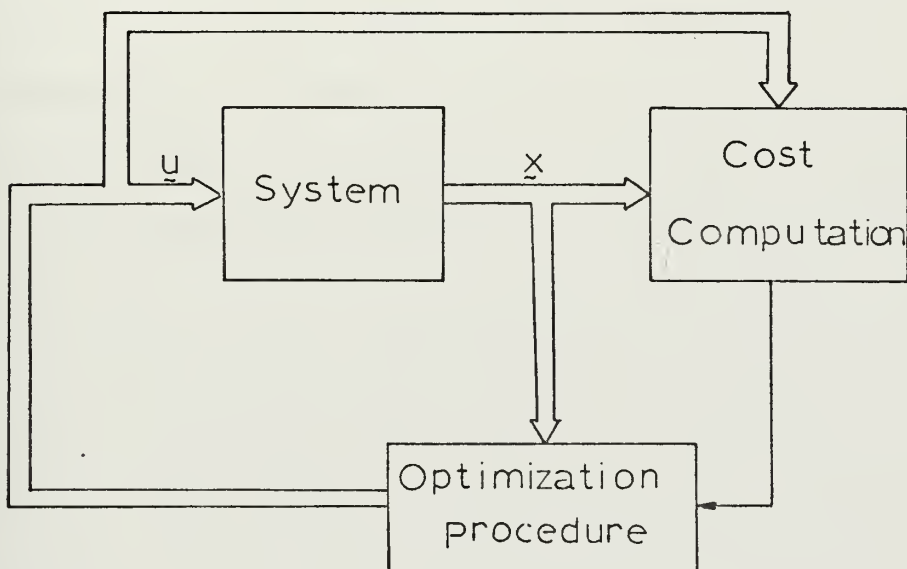 u
System
x
Cost
Computation
Optimization
procedure